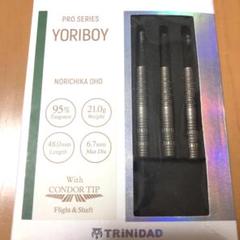 PRO SERIES
YORIBOY
NORICHIKA OHO
95%
Tungsten
21.0g
Weight
48.0mm
Length
6.7mm
Max Dia
With
CONDOR TIP
Flight & Shaft
TRiNiDAD